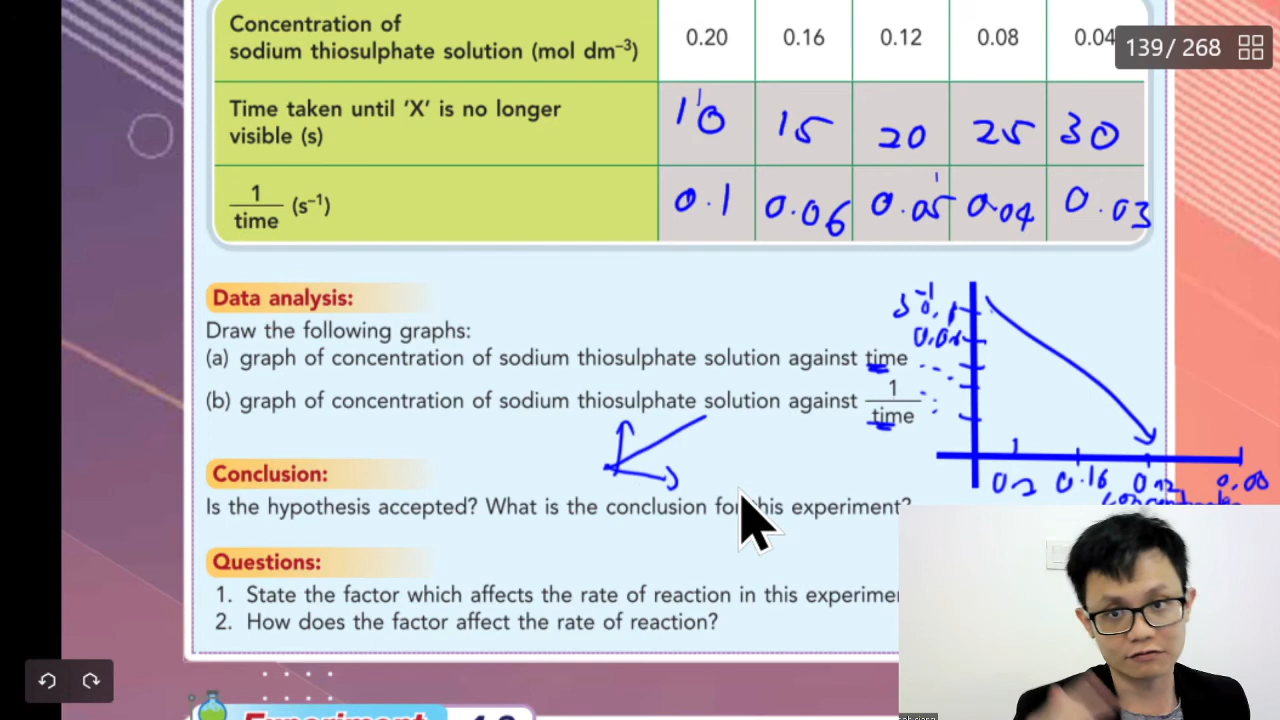 Concentration of
sodium thiosulphate solution (mol dm⁻³) 0.20 0.16 0.12 0.08 0.04
139/ 268
Time taken until 'X' is no longer
visible (s) 10 15 20 25 30
1
time (s⁻¹) 0.1 0.06 0.05 0.04 0.03
Data analysis:
Draw the following graphs:
(a) graph of concentration of sodium thiosulphate solution against time
(b) graph of concentration of sodium thiosulphate solution against 1
time
s⁻¹ 0.1
0.2 0.16 0.12
Conclusion:
Is the hypothesis accepted? What is the conclusion for this experiment?
Questions:
1. State the factor which affects the rate of reaction in this
2. How does the factor affect the rate of reaction?
Experiment